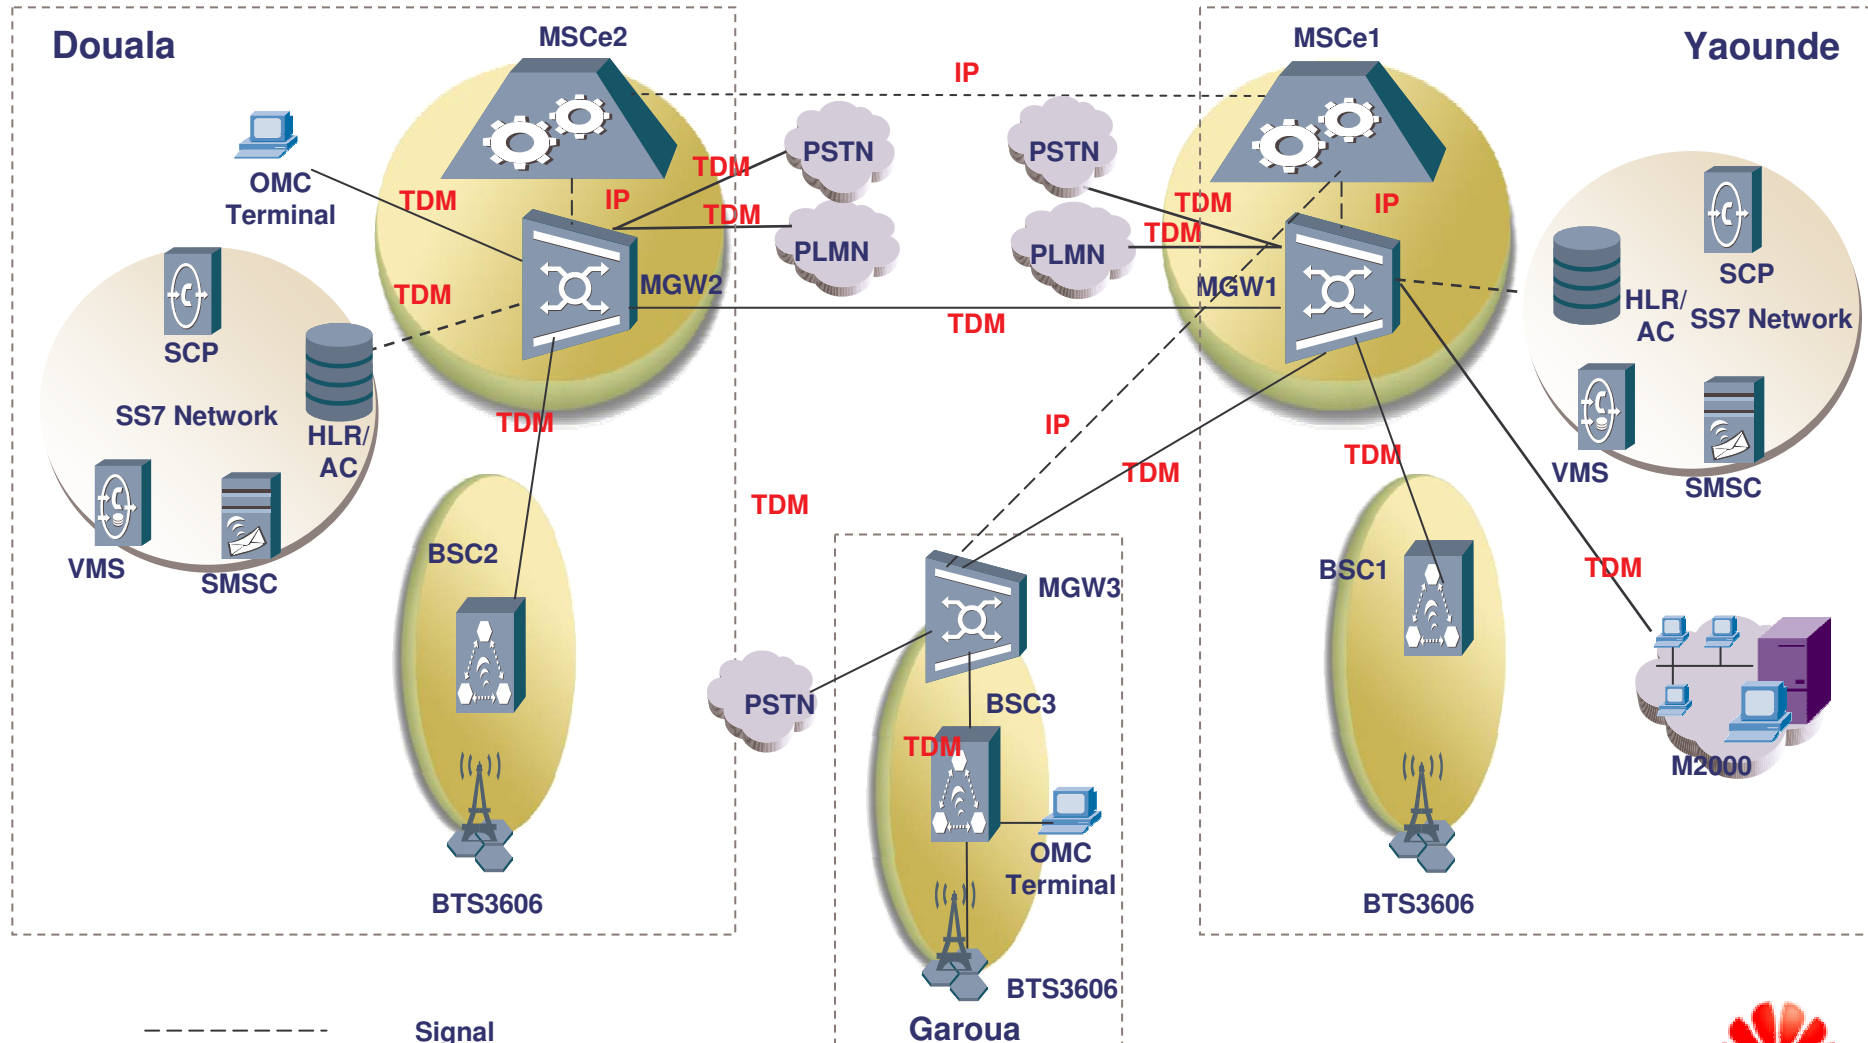 MSCe2
MSCe1
Douala
Yaounde
IP
PSTN
PSTN
TDM
OMC
Terminal
TDM
IP
TDM
TDM
IP
TDM
PLMN
PLMN
SCP
MGW2
MGW1
TDM
HLR/
AC
SS7 Network
TDM
SCP
SS7 Network
HLR/
AC
TDM
IP
TDM
TDM
VMS
SMSC
TDM
BSC2
VMS
SMSC
BSC1
TDM
MGW3
PSTN
BSC3
TDM
M2000
OMC
Terminal
BTS3606
BTS3606
BTS3606
Garoua
Signal